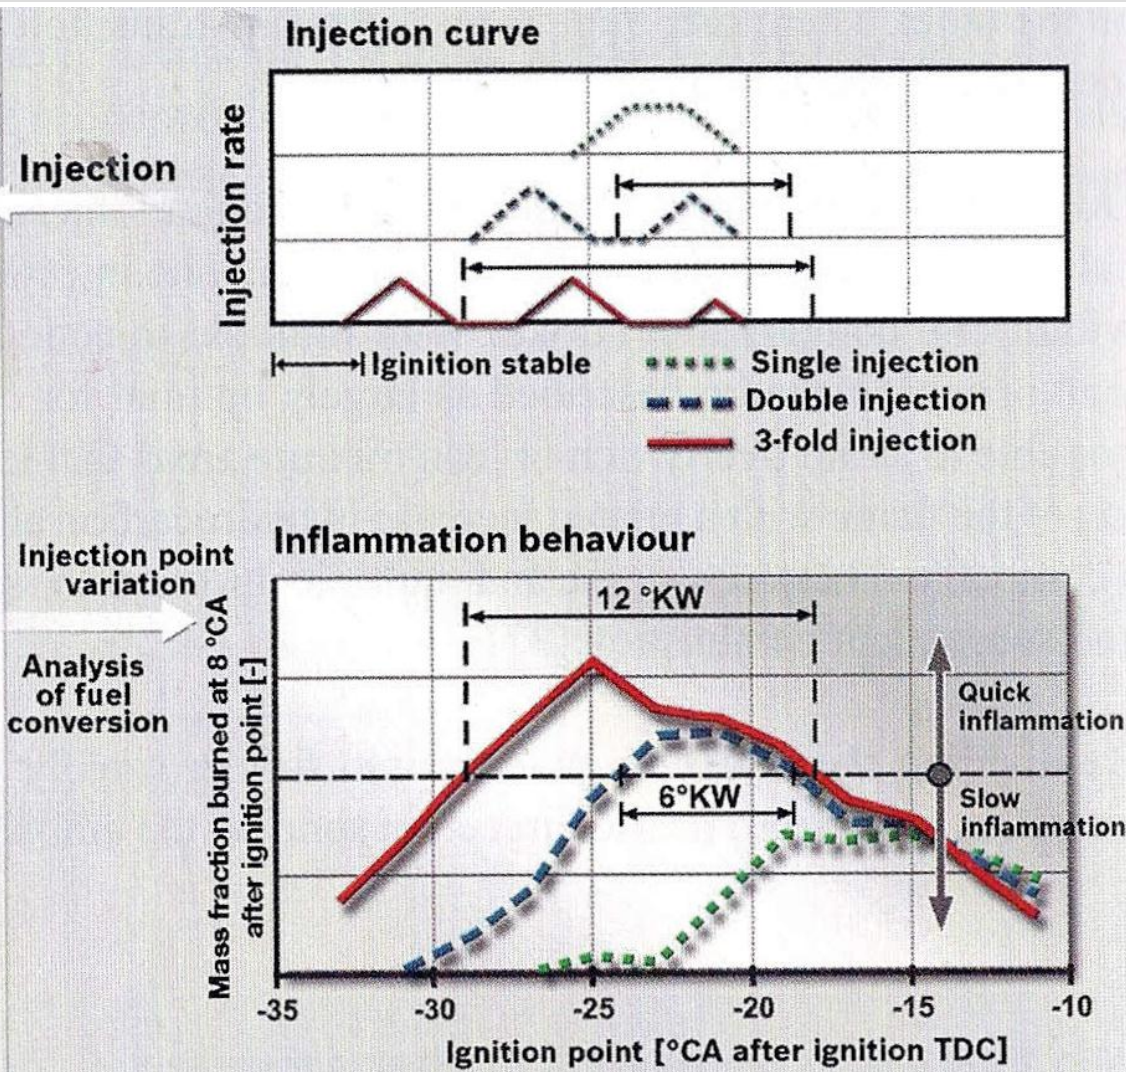 Injection curve
Injection
Injection rate
Iginition stable
Single injection
Double injection
3-fold injection
Inflammation behaviour
Injection point
variation
Analysis
of fuel
conversion
Mass fraction burned at 8 °CA
after ignition point [-]
12 °KW
6°KW
Quick
inflammation
Slow
inflammation
-35
-30
-25
-20
-15
-10
Ignition point [°CA after ignition TDC]